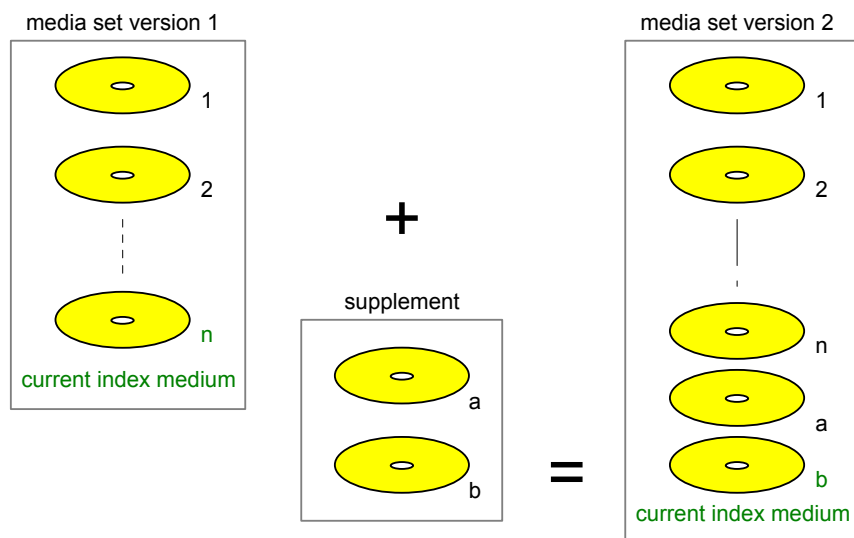 media set version 1
1
2
n
current index medium
+
supplement
a
b
=
media set version 2
1
2
n
a
b
current index medium